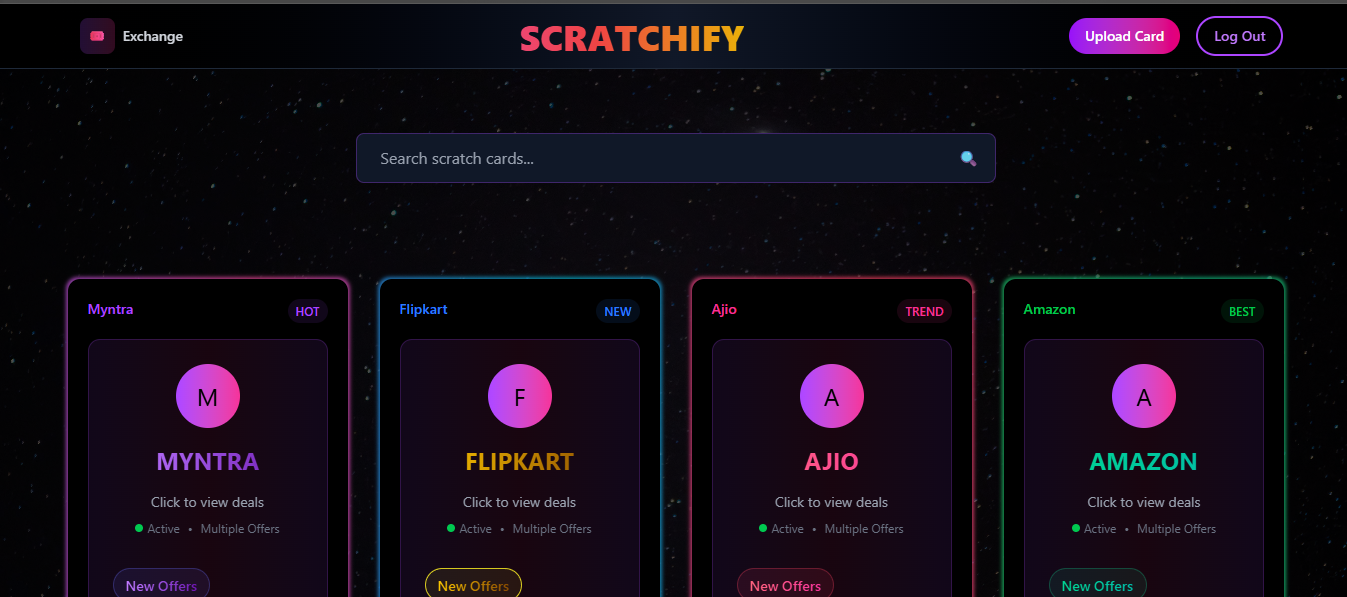 Exchange
SCRATCHIFY
Upload Card
Log Out
Search scratch cards...
Myntra
HOT
M
MYNTRA
Click to view deals
Active • Multiple Offers
New Offers
Flipkart
NEW
F
FLIPKART
Click to view deals
Active • Multiple Offers
New Offers
Ajio
TREND
A
AJIO
Click to view deals
Active • Multiple Offers
New Offers
Amazon
BEST
A
AMAZON
Click to view deals
Active • Multiple Offers
New Offers